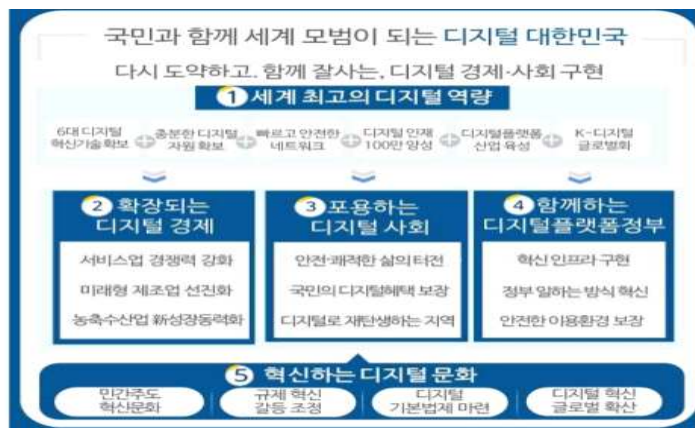 국민과 함께 세계 모범이 되는 디지털 대한민국
다시 도약하고, 함께 잘사는, 디지털 경제·사회 구현
1 세계 최고의 디지털 역량
6대 디지털
혁신기술 확보
+
충분한 디지털
자원 확보
+
빠르고 안전한
네트워크
+
디지털 인재
100만 양성
+
디지털플랫폼
산업 육성
+
K-디지털
글로벌화
2 확장되는
디지털 경제
서비스업 경쟁력 강화
미래형 제조업 선진화
농축수산업 新성장동력화
3 포용하는
디지털 사회
안전·쾌적한 삶의 터전
국민의 디지털혜택 보장
디지털로 재탄생하는 지역
4 함께하는
디지털플랫폼정부
혁신 인프라 구현
정부 일하는 방식 혁신
안전한 이용환경 보장
5 혁신하는 디지털 문화
민간주도
혁신문화
규제 혁신
갈등 조정
디지털
기본법제 마련
디지털 혁신
글로벌 확산